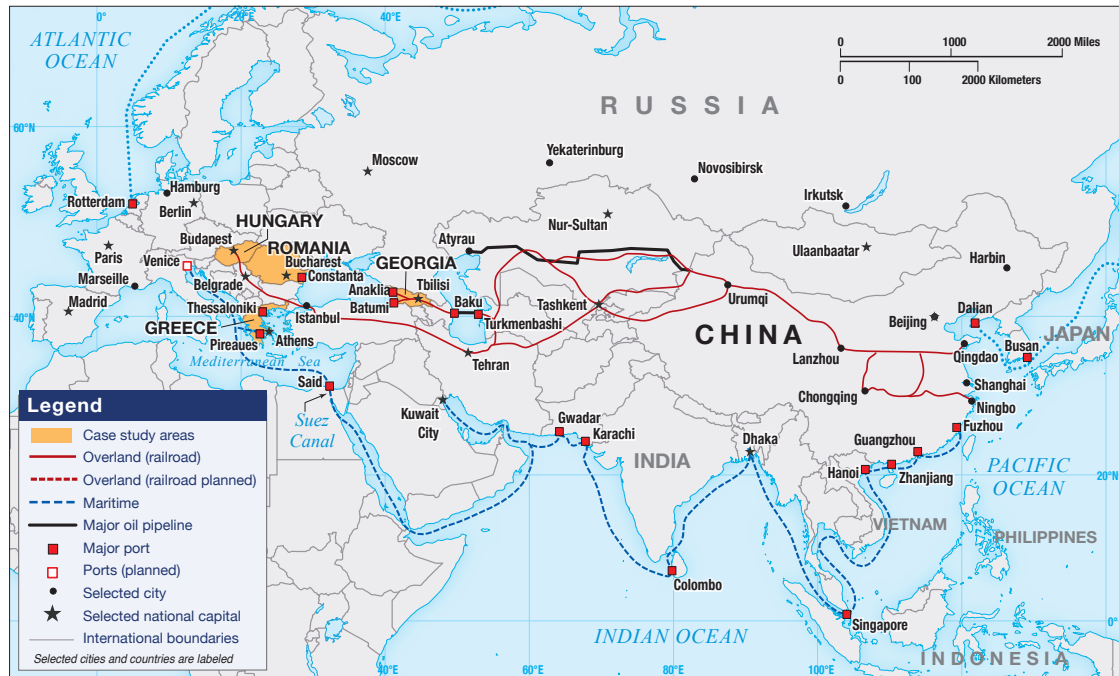 20°E
40°E
ATLANTIC
OCEAN
0
1000
2000 Miles
0
100
2000 Kilometers
RUSSIA
60°N
Moscow
Yekaterinburg
Novosibirsk
Irkutsk
Hamburg
Rotterdam
Berlin
Nur-Sultan
HUNGARY
Budapest
ROMANIA
Atyrau
Ulaanbaatar
Harbin
Paris
Venice
Bucharest
Constanta
GEORGIA
Tbilisi
Marseille
Belgrade
Anaklia
Batumi
Baku
Tashkent
Urumqi
Dalian
Madrid
Thessaloniki
Istanbul
Turkmenbashi
CHINA
Beijing
40°N
40°N
GREECE
JAPAN
Pireaues
Athens
Tehran
Lanzhou
Qingdao
Busan
Mediterranean Sea
Said
Chongqing
Shanghai
Ningbo
Suez
Canal
Kuwait
City
Gwadar
Karachi
Dhaka
Guangzhou
Fuzhou
INDIA
Hanoi
Zhanjiang
20°N
PACIFIC
OCEAN
VIETNAM
PHILIPPINES
Colombo
Singapore
0°
INDIAN OCEAN
INDONESIA
0°
40°E
60°E
80°E
100°E
120°E
Legend
Case study areas
Overland (railroad)
Overland (railroad planned)
Maritime
Major oil pipeline
Major port
Ports (planned)
Selected city
Selected national capital
International boundaries
Selected cities and countries are labeled